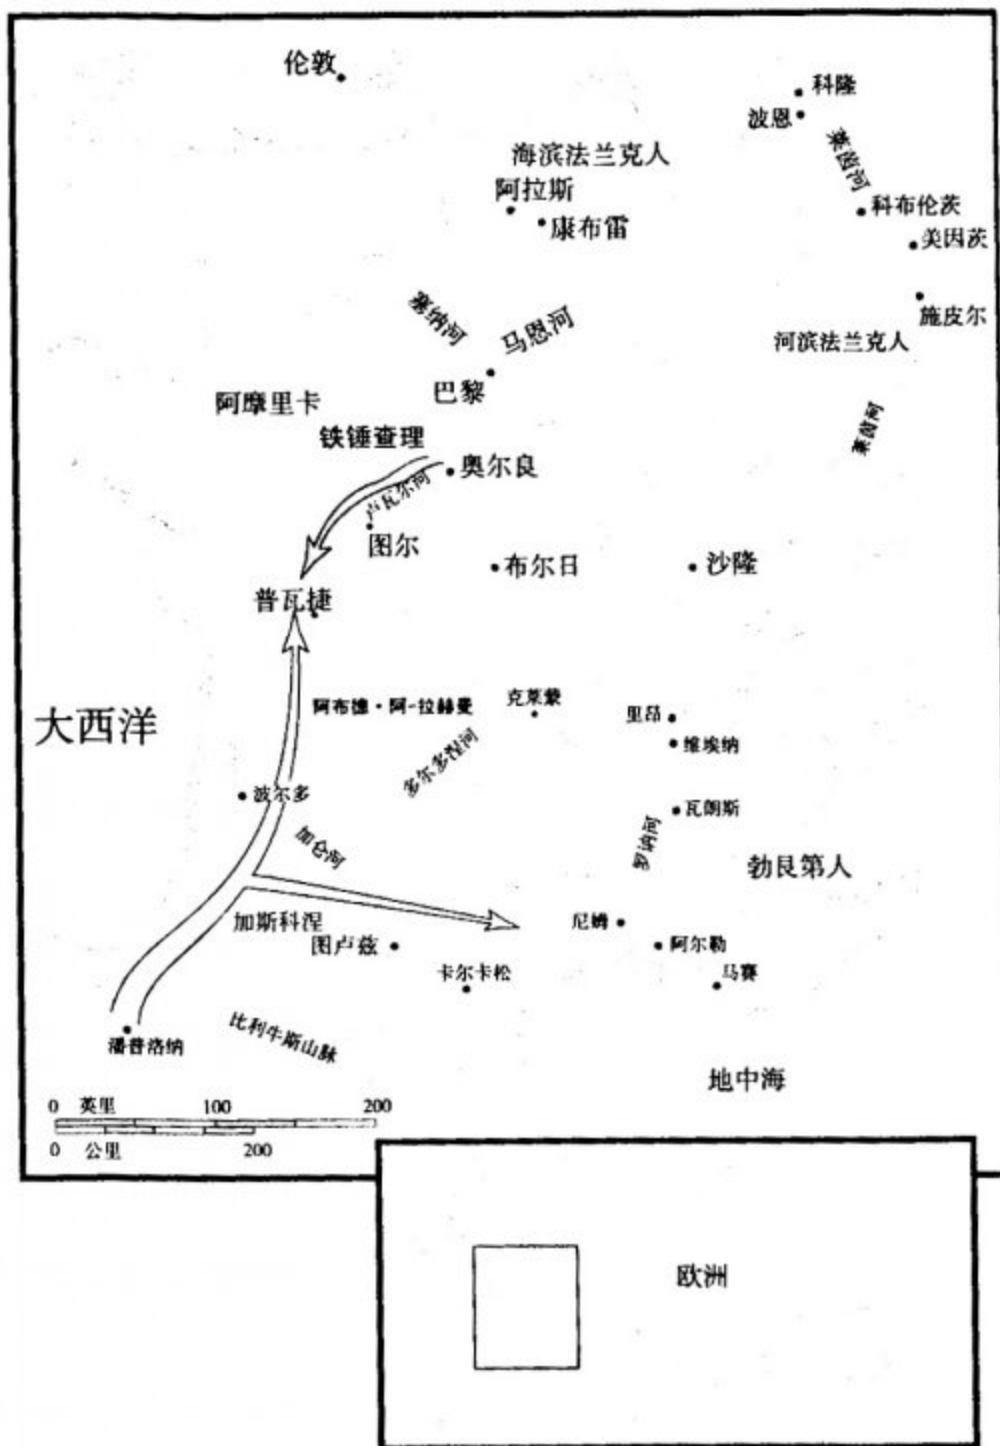 伦敦
科隆
波恩
莱茵河
海滨法兰克人
阿拉斯
康布雷
科布伦茨
美因茨
塞纳河
马恩河
施皮尔
河滨法兰克人
巴黎
阿摩里卡
莱茵河
铁锤查理
奥尔良
卢瓦尔河
图尔
布尔日
沙隆
普瓦捷
阿布德·阿-拉赫曼
克莱蒙
大西洋
里昂
维埃纳
多尔多涅河
波尔多
瓦朗斯
加仑河
罗讷河
勃艮第人
加斯科涅
尼姆
图卢兹
阿尔勒
卡尔卡松
马赛
比利牛斯山脉
潘普洛纳
地中海
0 英里 100 200
0 公里 200
欧洲